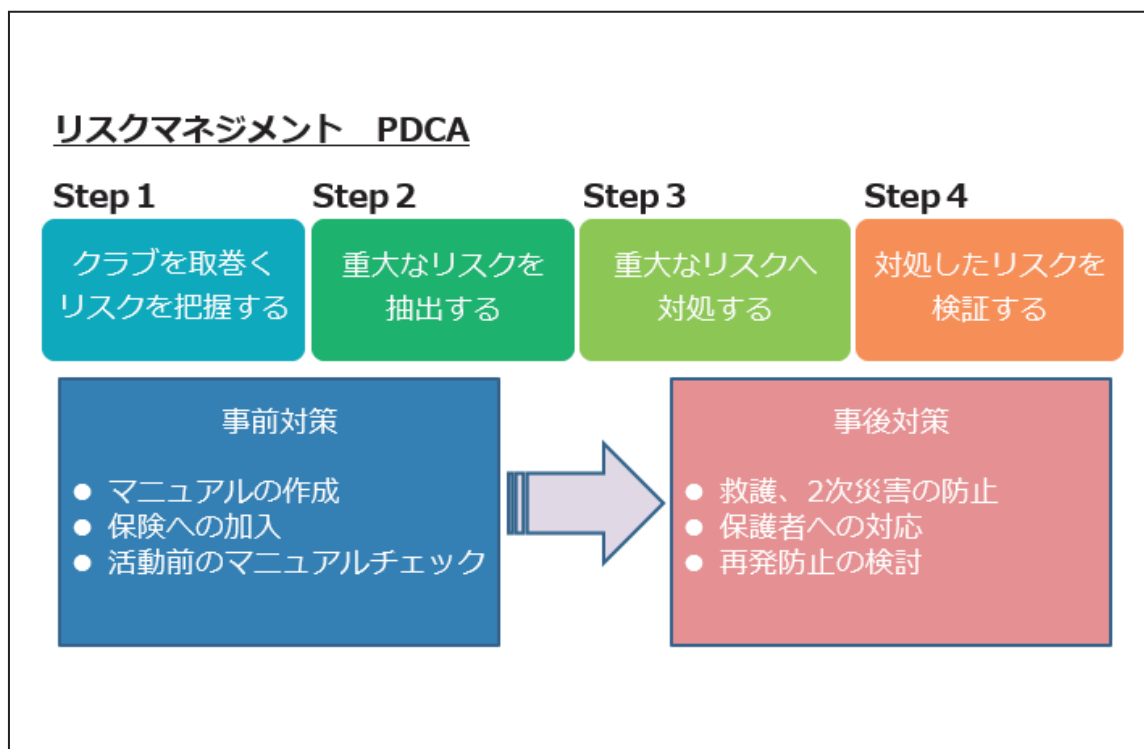 リスクマネジメント　PDCA
Step 1
クラブを取巻く
リスクを把握する
Step 2
重大なリスクを
抽出する
Step 3
重大なリスクへ
対処する
Step 4
対処したリスクを
検証する
事前対策
● マニュアルの作成
● 保険への加入
● 活動前のマニュアルチェック
事後対策
● 救護、2次災害の防止
● 保護者への対応
● 再発防止の検討